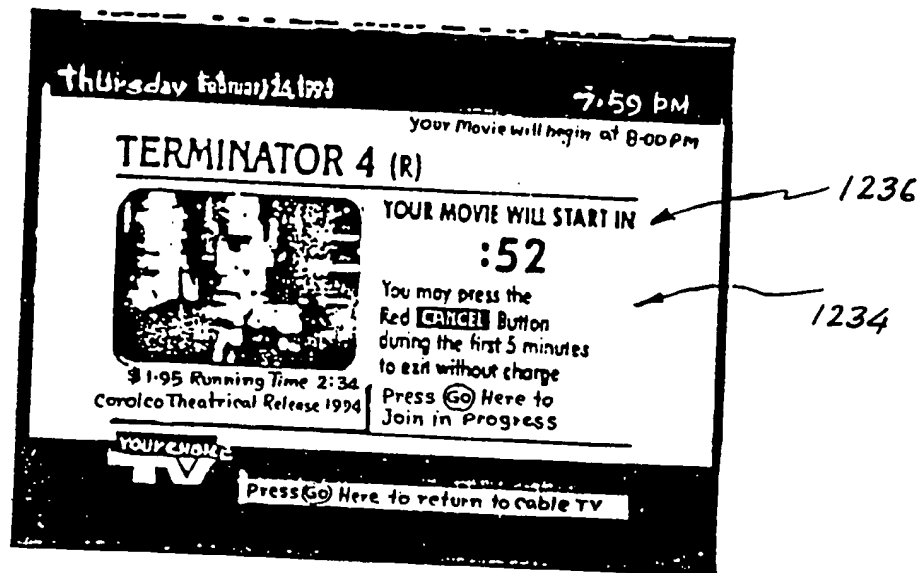 Thursday February 24, 1994
7:59 PM
Your Movie will begin at 8:00 PM
TERMINATOR 4 (R)
YOUR MOVIE WILL START IN
:52
You may press the
Red CANCEL Button
during the first 5 minutes
to exit without charge
$1.95 Running Time 2:34
Corolco Theatrical Release 1994
Press GO Here to
Join in Progress
YOUR CHOICE
TV
Press GO Here to return to cable TV
1236
1234